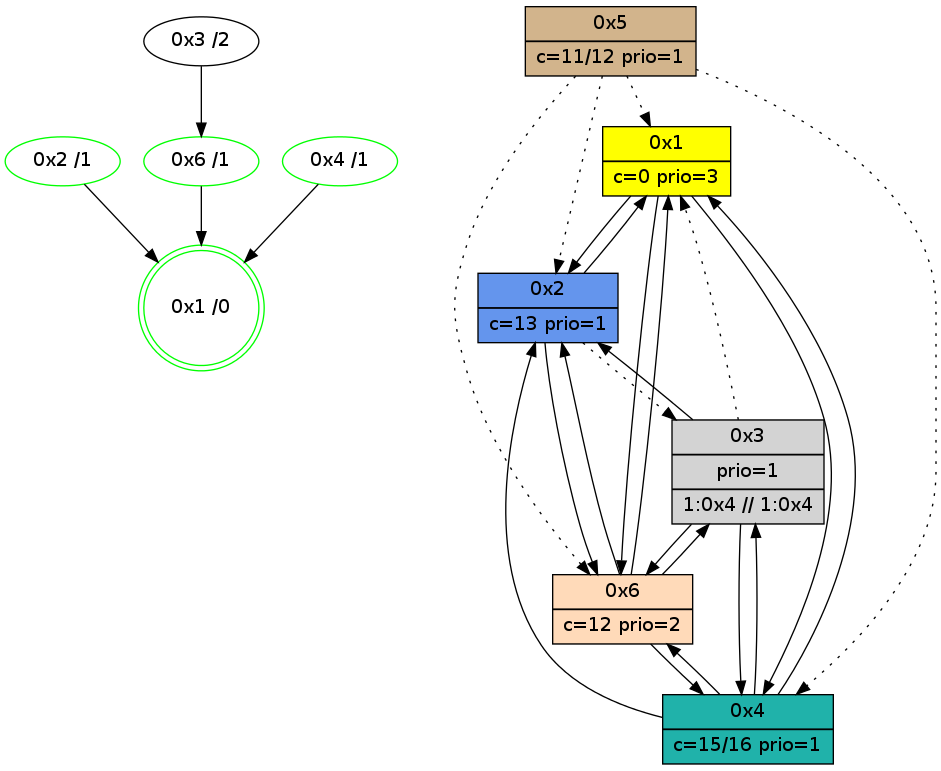 0x3 /2
0x2 /1
0x6 /1
0x4 /1
0x1 /0
0x5
c=11/12 prio=1
0x1
c=0 prio=3
0x2
c=13 prio=1
0x3
prio=1
1:0x4 // 1:0x4
0x6
c=12 prio=2
0x4
c=15/16 prio=1